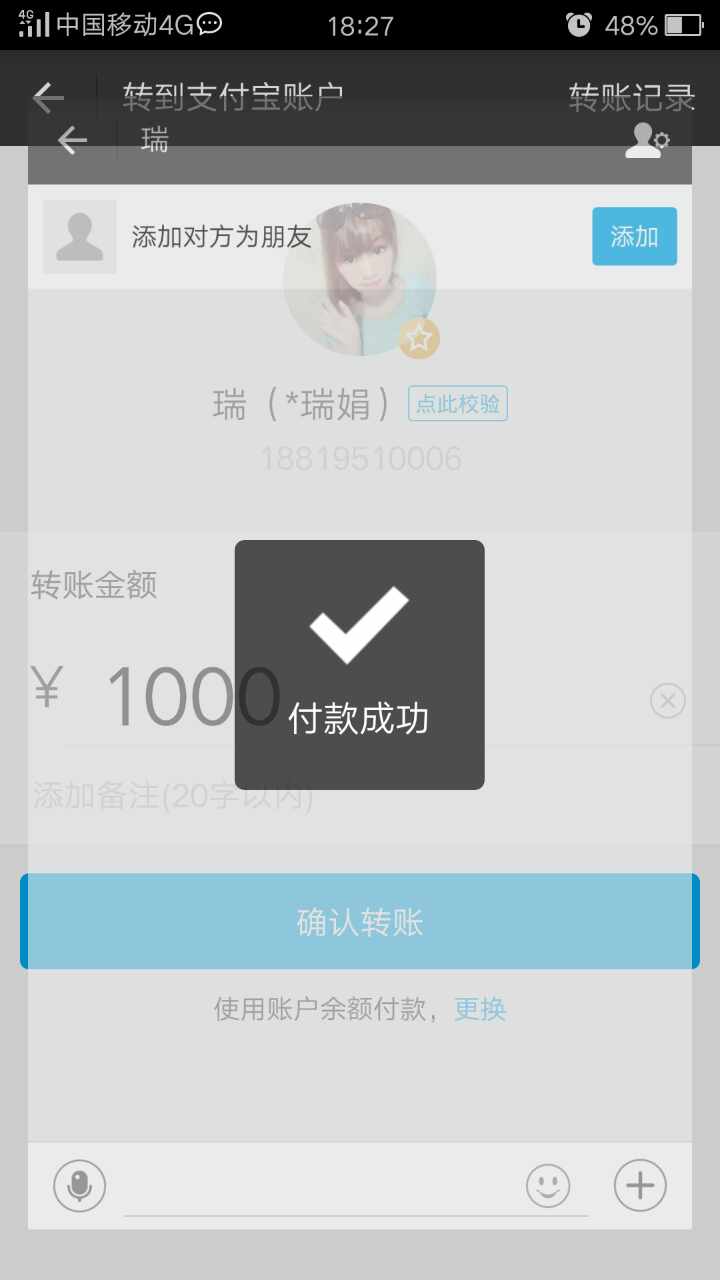 4G 中国移动4G 18:27 48%
转到支付宝账户 转账记录
瑞
添加对方为朋友 添加
瑞（*瑞娟） 点此校验
18819510006
转账金额
¥ 1000
付款成功
添加备注(20字以内)
确认转账
使用账户余额付款，更换